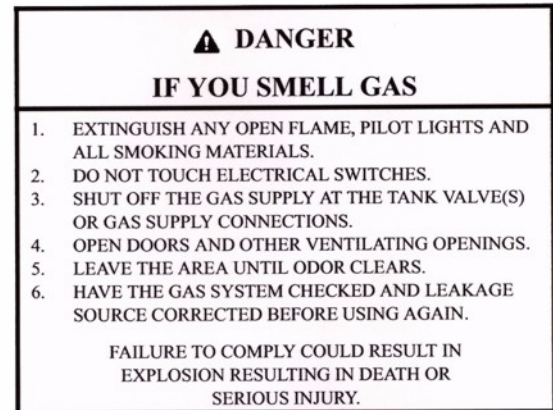 DANGER
IF YOU SMELL GAS
1. EXTINGUISH ANY OPEN FLAME, PILOT LIGHTS AND
ALL SMOKING MATERIALS.
2. DO NOT TOUCH ELECTRICAL SWITCHES.
3. SHUT OFF THE GAS SUPPLY AT THE TANK VALVE(S)
OR GAS SUPPLY CONNECTIONS.
4. OPEN DOORS AND OTHER VENTILATING OPENINGS.
5. LEAVE THE AREA UNTIL ODOR CLEARS.
6. HAVE THE GAS SYSTEM CHECKED AND LEAKAGE
SOURCE CORRECTED BEFORE USING AGAIN.
FAILURE TO COMPLY COULD RESULT IN
EXPLOSION RESULTING IN DEATH OR
SERIOUS INJURY.